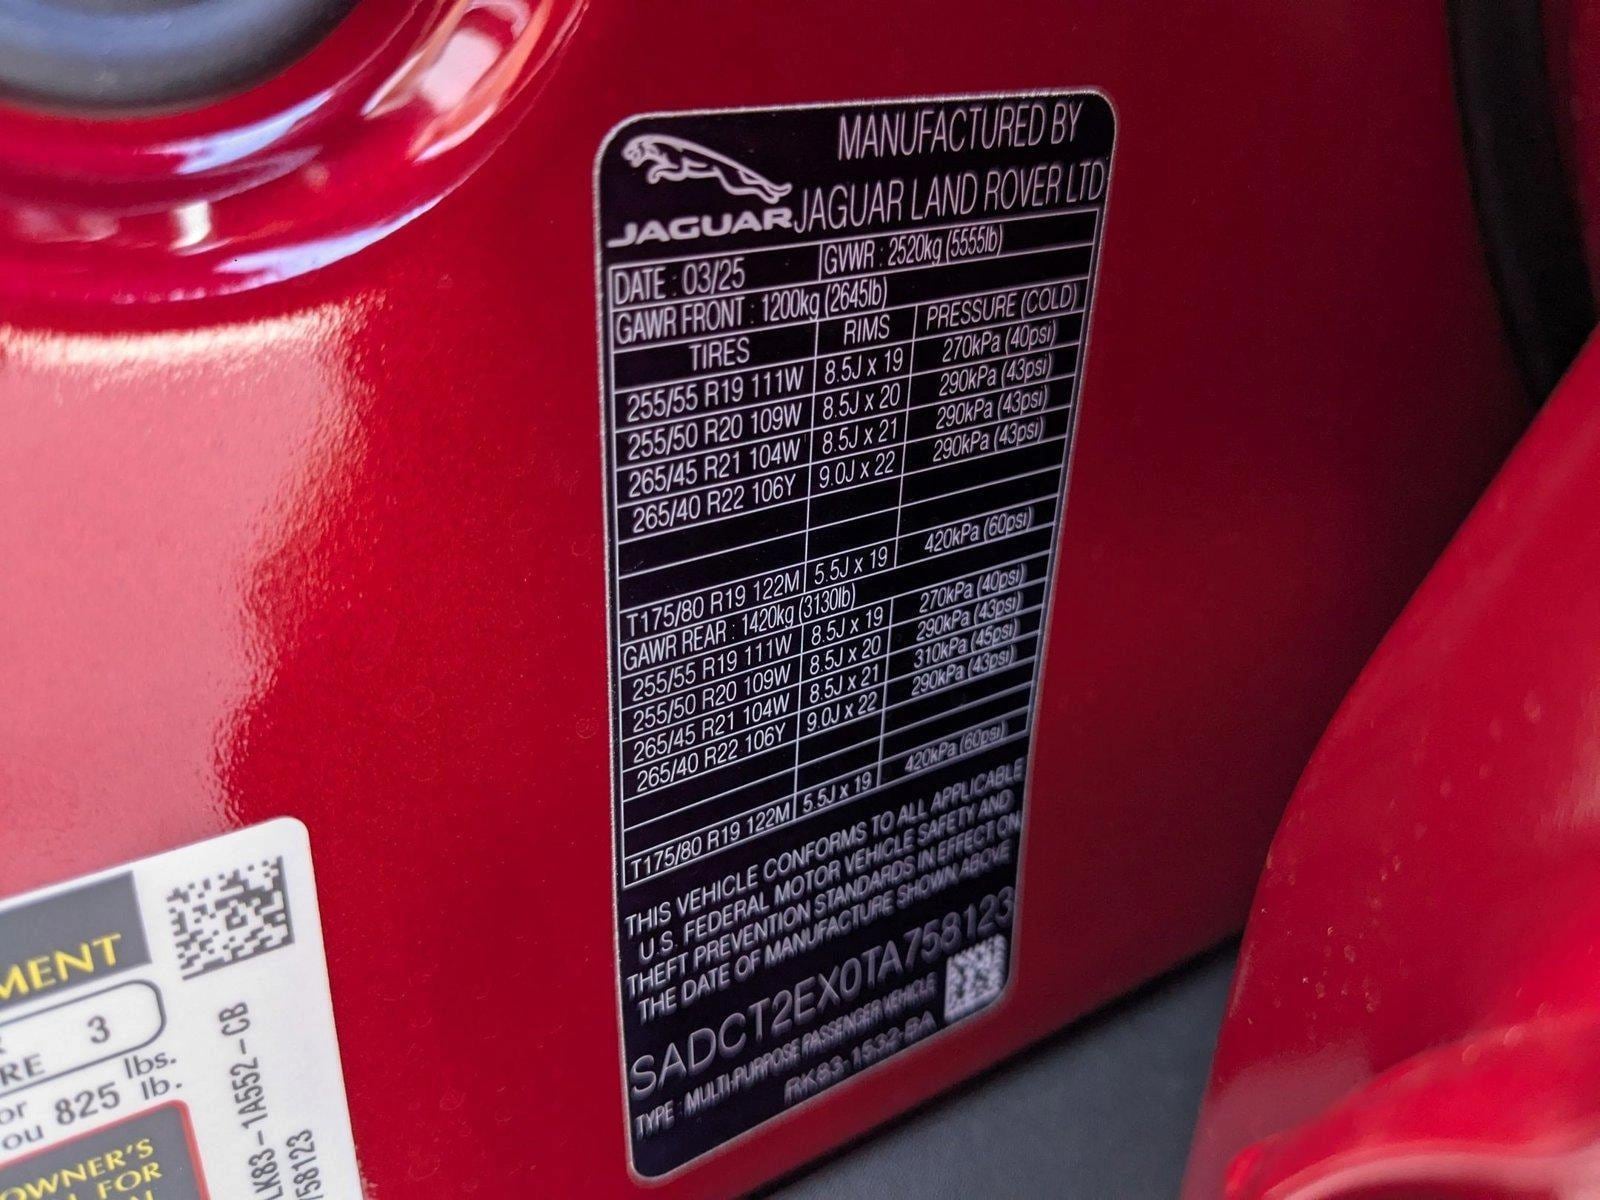 JAGUAR
MANUFACTURED BY
JAGUAR LAND ROVER LTD
DATE : 03/25 GVWR : 2520kg (5555lb)
GAWR FRONT : 1200kg (2645lb)
TIRES RIMS PRESSURE (COLD)
255/55 R19 111W 8.5J x 19 270kPa (40psi)
255/50 R20 109W 8.5J x 20 290kPa (43psi)
265/45 R21 104W 8.5J x 21 290kPa (43psi)
265/40 R22 106Y 9.0J x 22 290kPa (43psi)
T175/80 R19 122M 5.5J x 19 420kPa (60psi)
GAWR REAR : 1420kg (3130lb)
255/55 R19 111W 8.5J x 19 270kPa (40psi)
255/50 R20 109W 8.5J x 20 290kPa (43psi)
265/45 R21 104W 8.5J x 21 310kPa (45psi)
265/40 R22 106Y 9.0J x 22 290kPa (43psi)
T175/80 R19 122M 5.5J x 19 420kPa (60psi)
THIS VEHICLE CONFORMS TO ALL APPLICABLE
U.S. FEDERAL MOTOR VEHICLE SAFETY AND
THEFT PREVENTION STANDARDS IN EFFECT ON
THE DATE OF MANUFACTURE SHOWN ABOVE
SADCT2EX0TA758123
TYPE : MULTI-PURPOSE PASSENGER VEHICLE
MENT
3
RE
825 lbs.
lb.
OWNER'S
FOR
LK83-1A552-CB
758123